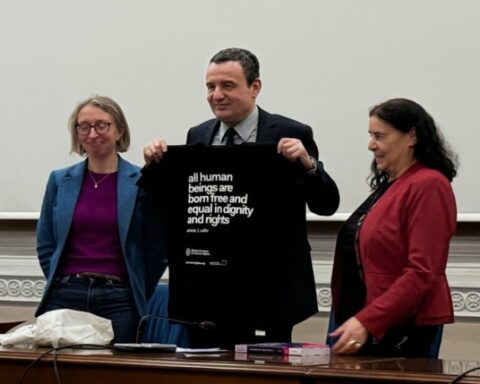 all human
beings are
born free and
equal in dignity
and rights
article 1 udhr